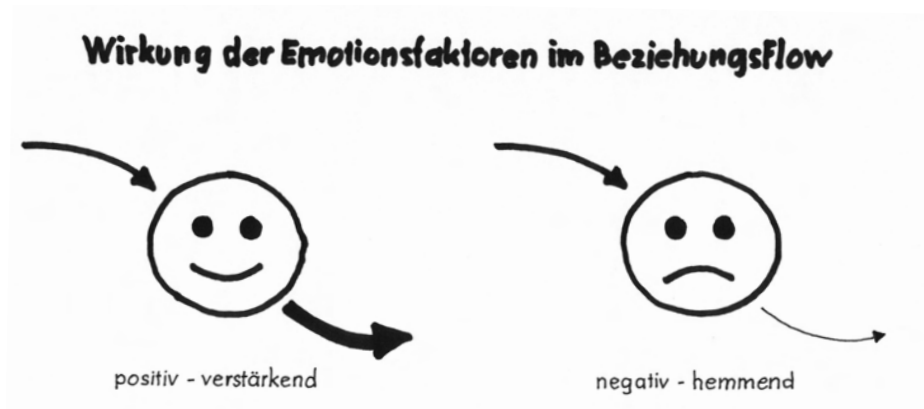 Wirkung der Emotionsfaktoren im BeziehungsFlow
positiv - verstärkend
negativ - hemmend